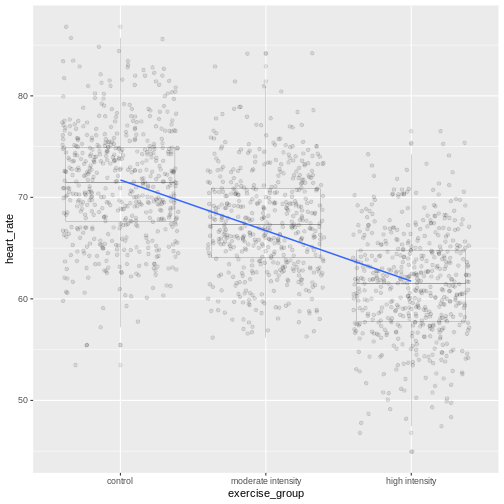 80
70
60
50
heart_rate
control
moderate intensity
high intensity
exercise_group